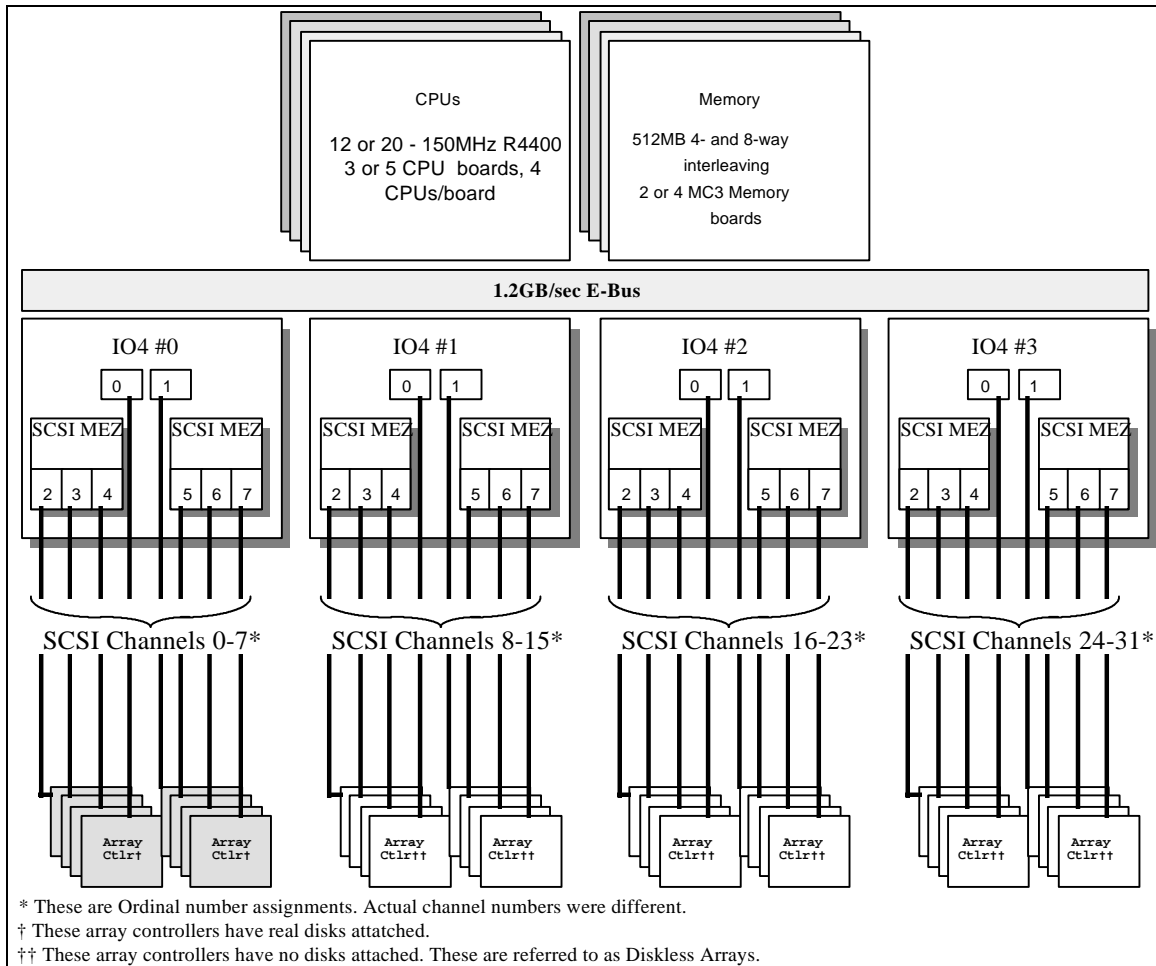 CPUs
12 or 20 - 150MHz R4400
3 or 5 CPU boards, 4
CPUs/board
Memory
512MB 4- and 8-way
interleaving
2 or 4 MC3 Memory
boards
1.2GB/sec E-Bus
IO4 #0
0 1
SCSI MEZ SCSI MEZ
2 3 4 5 6 7
IO4 #1
0 1
SCSI MEZ SCSI MEZ
2 3 4 5 6 7
IO4 #2
0 1
SCSI MEZ SCSI MEZ
2 3 4 5 6 7
IO4 #3
0 1
SCSI MEZ SCSI MEZ
2 3 4 5 6 7
SCSI Channels 0-7*
SCSI Channels 8-15*
SCSI Channels 16-23*
SCSI Channels 24-31*
Array
Ctlr†
Array
Ctlr†
Array
Ctlr††
Array
Ctlr††
Array
Ctlr††
Array
Ctlr††
Array
Ctlr††
Array
Ctlr††
* These are Ordinal number assignments. Actual channel numbers were different.
† These array controllers have real disks attatched.
†† These array controllers have no disks attached. These are referred to as Diskless Arrays.